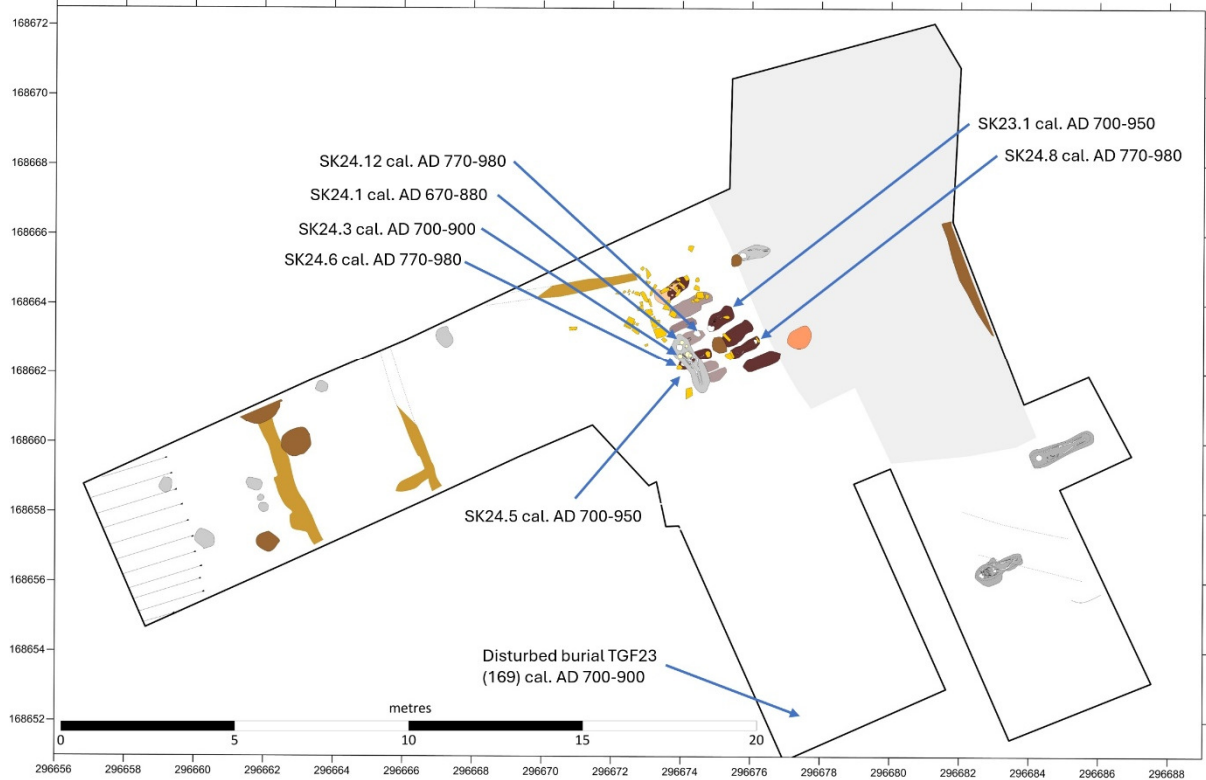 168672
168670
168668
168666
168664
168662
168660
168658
168656
168654
168652
SK23.1 cal. AD 700-950
SK24.8 cal. AD 770-980
SK24.12 cal. AD 770-980
SK24.1 cal. AD 670-880
SK24.3 cal. AD 700-900
SK24.6 cal. AD 770-980
SK24.5 cal. AD 700-950
Disturbed burial TGF23
(169) cal. AD 700-900
metres
0 5 10 15 20
296656 296658 296660 296662 296664 296666 296668 296670 296672 296674 296676 296678 296680 296682 296684 296686 296688